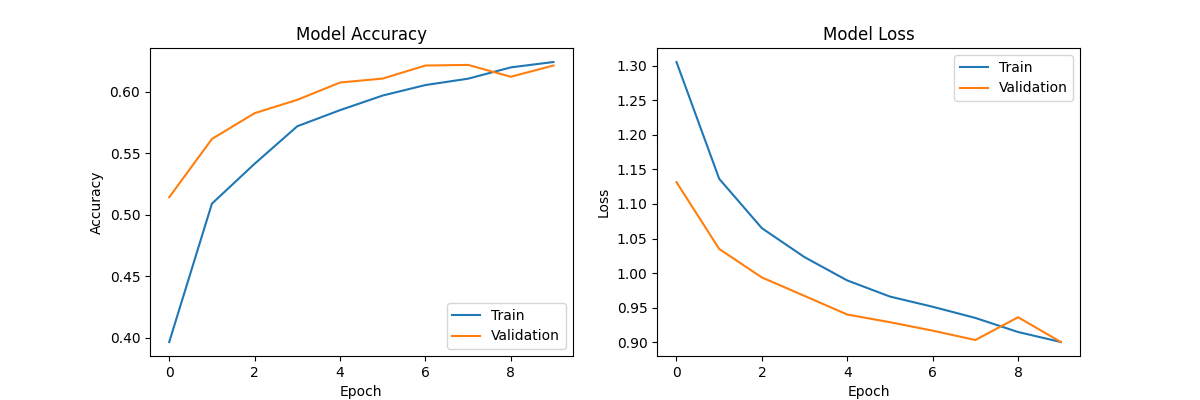 Model Accuracy
Accuracy
0.60
0.55
0.50
0.45
0.40
0 2 4 6 8
Epoch
Train
Validation
Model Loss
Loss
1.30
1.25
1.20
1.15
1.10
1.05
1.00
0.95
0.90
0 2 4 6 8
Epoch
Train
Validation